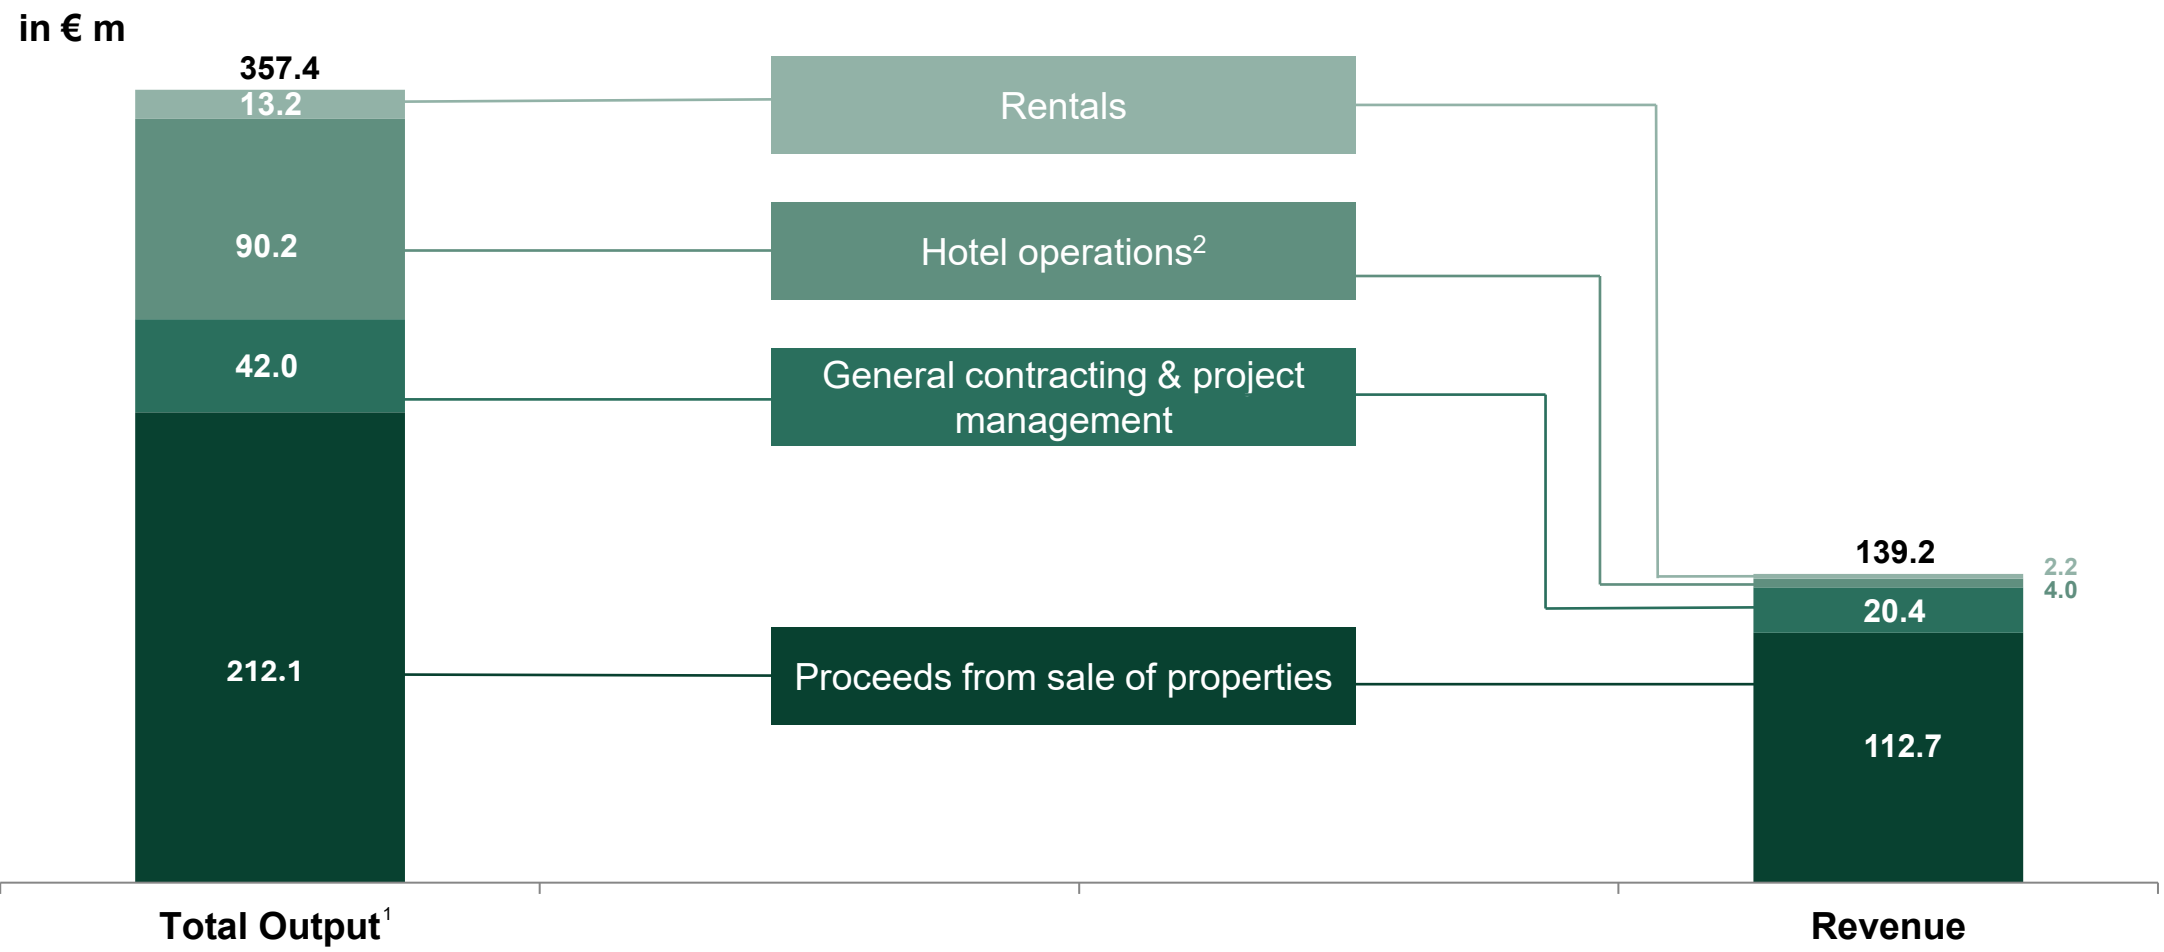 in € m
357.4
13.2
Rentals
90.2
Hotel operations²
42.0
General contracting & project
management
139.2
2.2
4.0
20.4
212.1
Proceeds from sale of properties
112.7
Total Output¹
Revenue